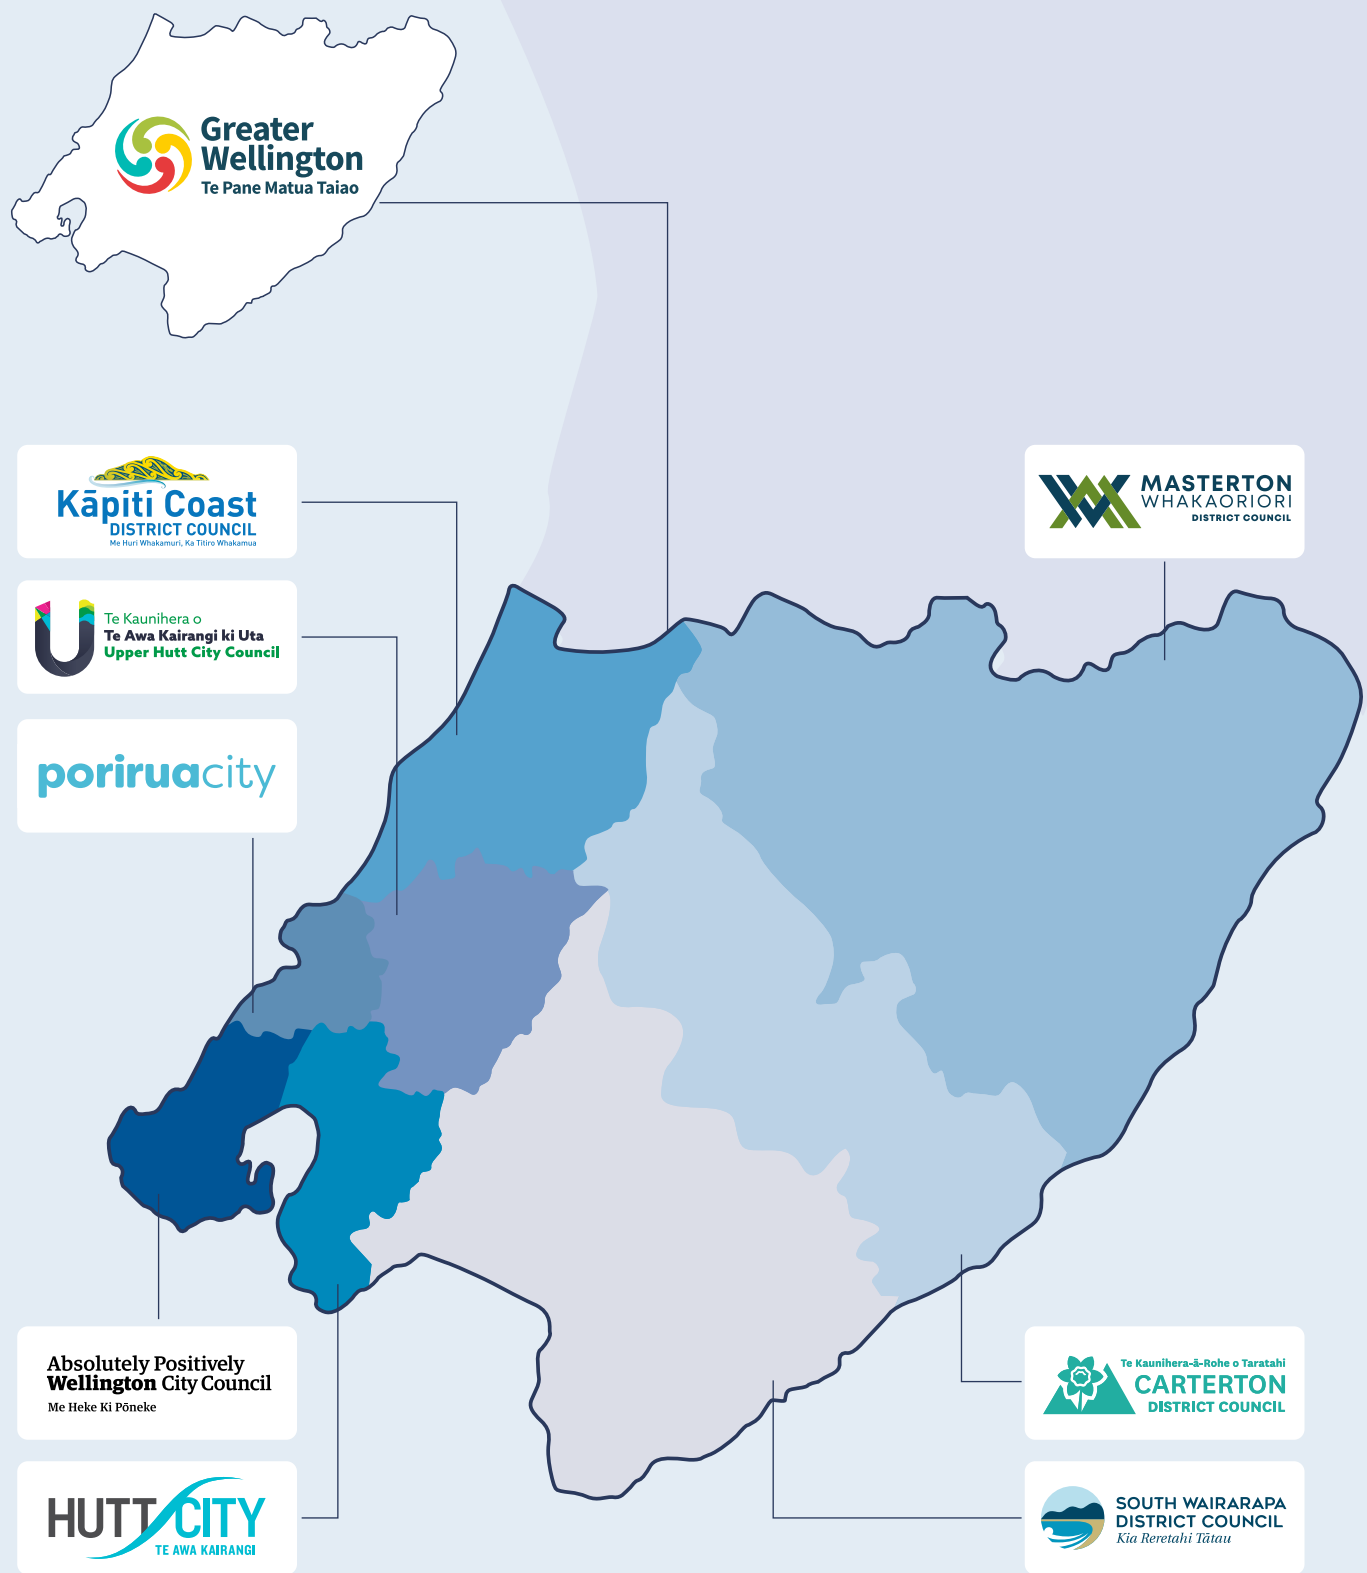 Greater
Wellington
Te Pane Matua Taiao
Kāpiti Coast
DISTRICT COUNCIL
Me Huri Whakamuri, Ka Titiro Whakamua
MASTERTON
WHAKAORIORI
DISTRICT COUNCIL
Te Kaunihera o
Te Awa Kairangi ki Uta
Upper Hutt City Council
poriruacity
Absolutely Positively
Wellington City Council
Me Heke Ki Pōneke
Te Kaunihera-ā-Rohe o Taratahi
CARTERTON
DISTRICT COUNCIL
HUTT CITY
TE AWA KAIRANGI
SOUTH WAIRARAPA
DISTRICT COUNCIL
Kia Reretahi Tātau